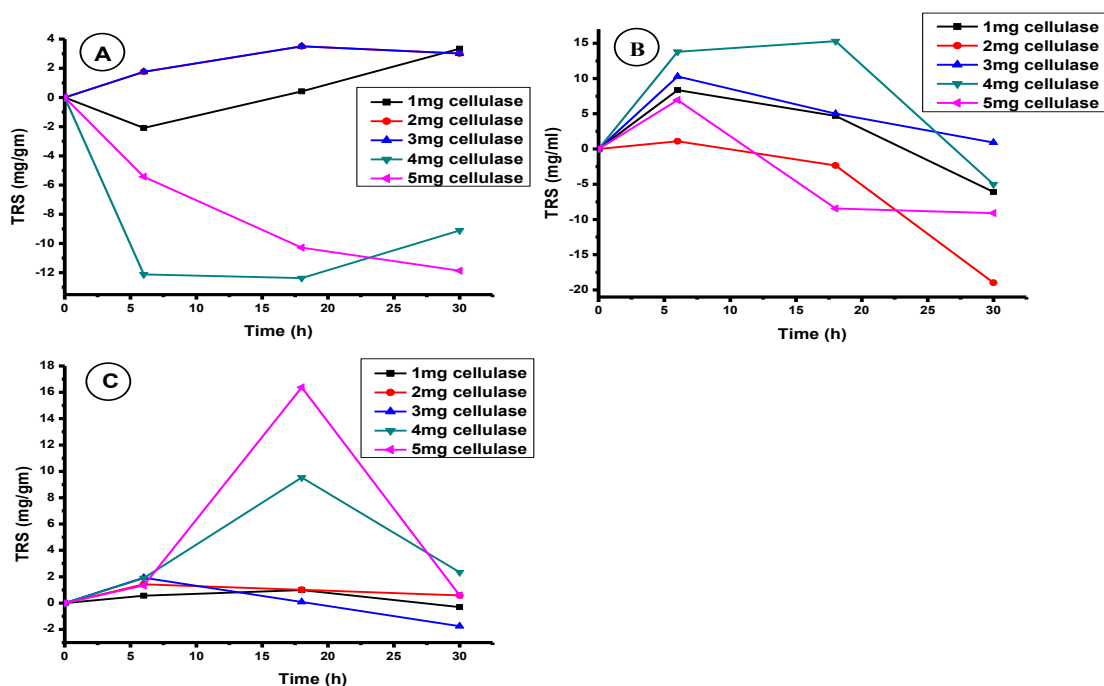 A
4
2
0
-2
-4
-6
-8
-10
-12
TRS (mg/gm)
1mg cellulase
2mg cellulase
3mg cellulase
4mg cellulase
5mg cellulase
0 5 10 15 20 25 30
Time (h)
B
15
10
5
0
-5
-10
-15
-20
TRS (mg/ml)
1mg cellulase
2mg cellulase
3mg cellulase
4mg cellulase
5mg cellulase
0 5 10 15 20 25 30
Time (h)
C
18
16
14
12
10
8
6
4
2
0
-2
TRS (mg/gm)
1mg cellulase
2mg cellulase
3mg cellulase
4mg cellulase
5mg cellulase
0 5 10 15 20 25 30
Time (h)